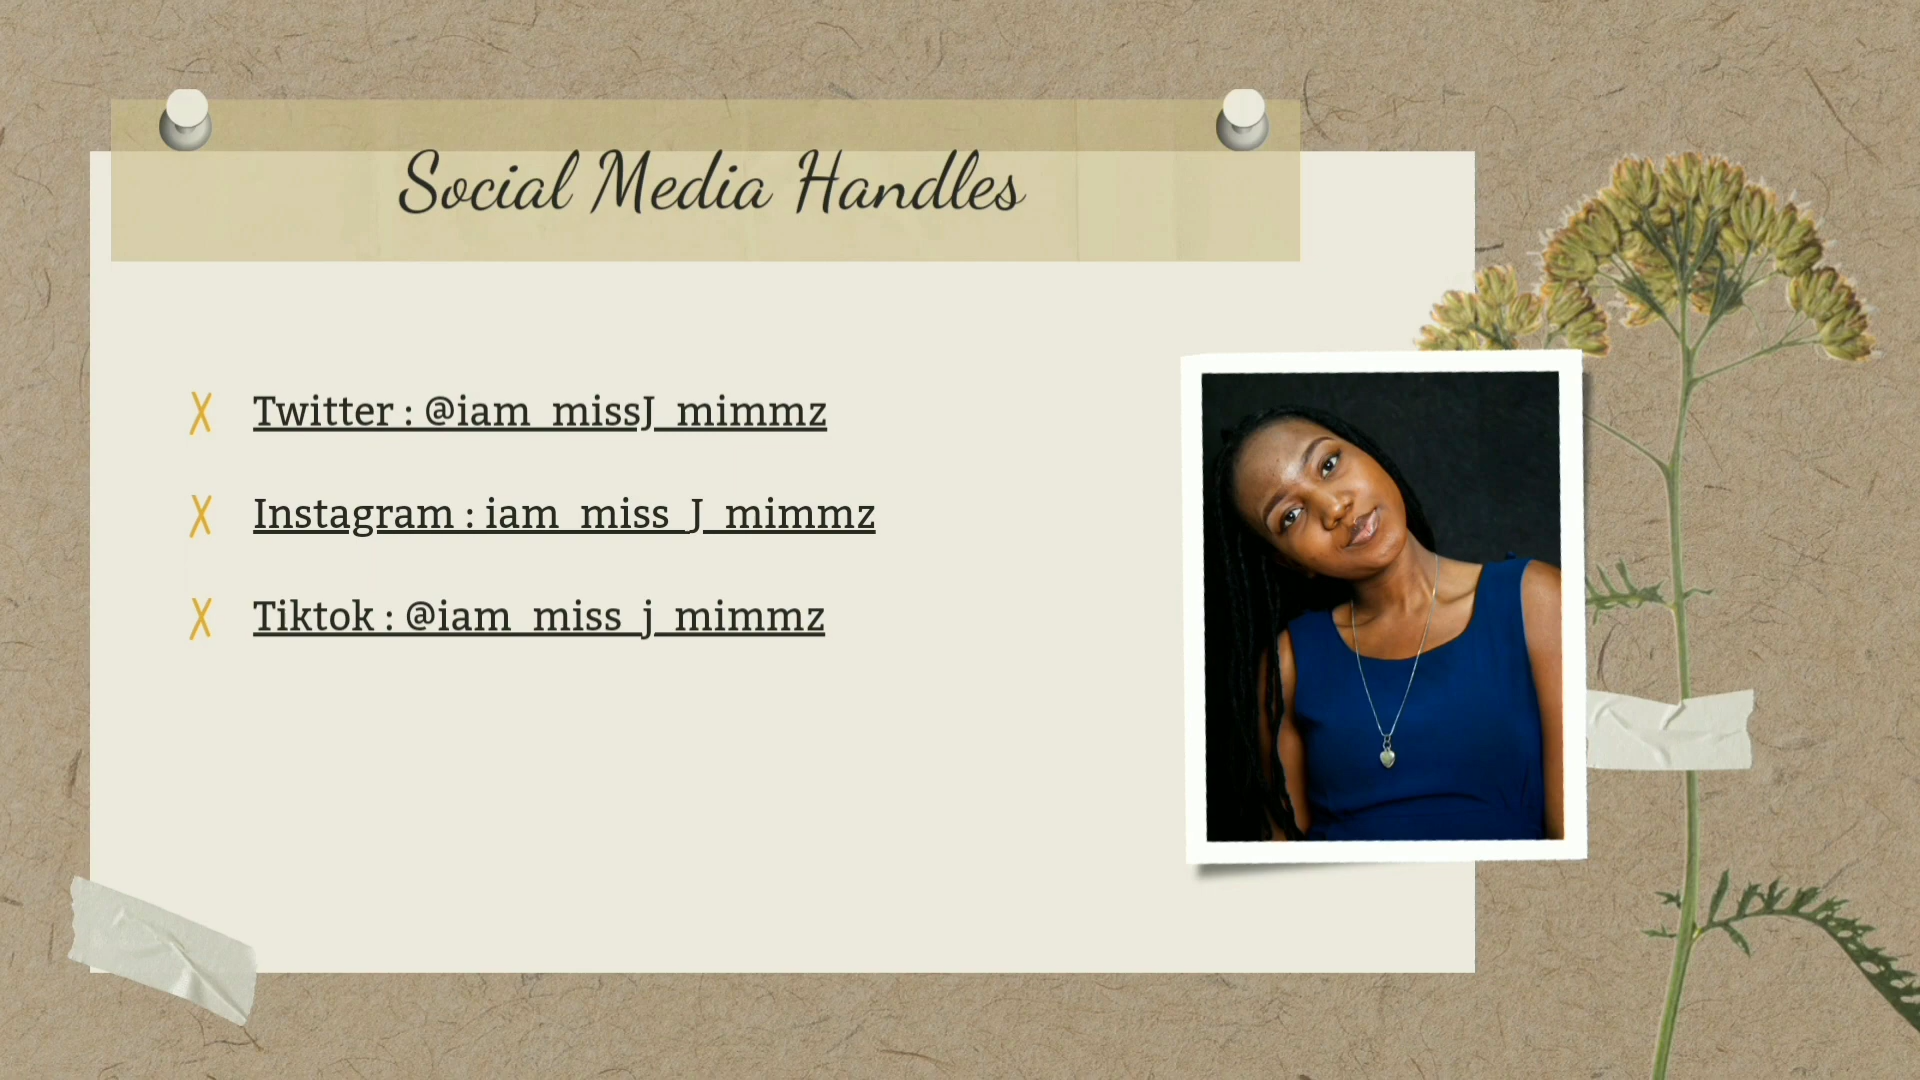 Social Media Handles
Twitter : @iam_missJ_mimmz
Instagram : iam_miss_J_mimmz
Tiktok : @iam_miss_j_mimmz